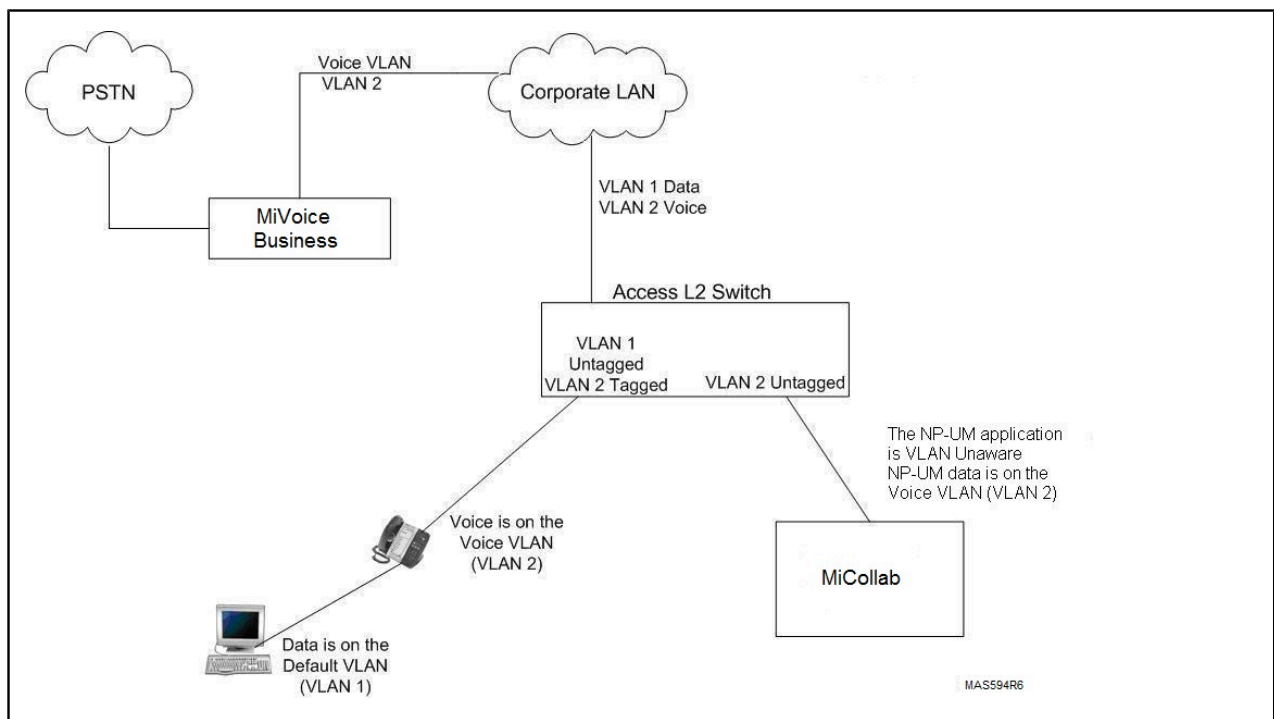 PSTN
Voice VLAN
VLAN 2
Corporate LAN
MiVoice
Business
VLAN 1 Data
VLAN 2 Voice
Access L2 Switch
VLAN 1
Untagged
VLAN 2 Tagged
VLAN 2 Untagged
The NP-UM application
is VLAN Unaware
NP-UM data is on the
Voice VLAN (VLAN 2)
Voice is on the
Voice VLAN
(VLAN 2)
MiCollab
Data is on the
Default VLAN
(VLAN 1)
MAS594R6